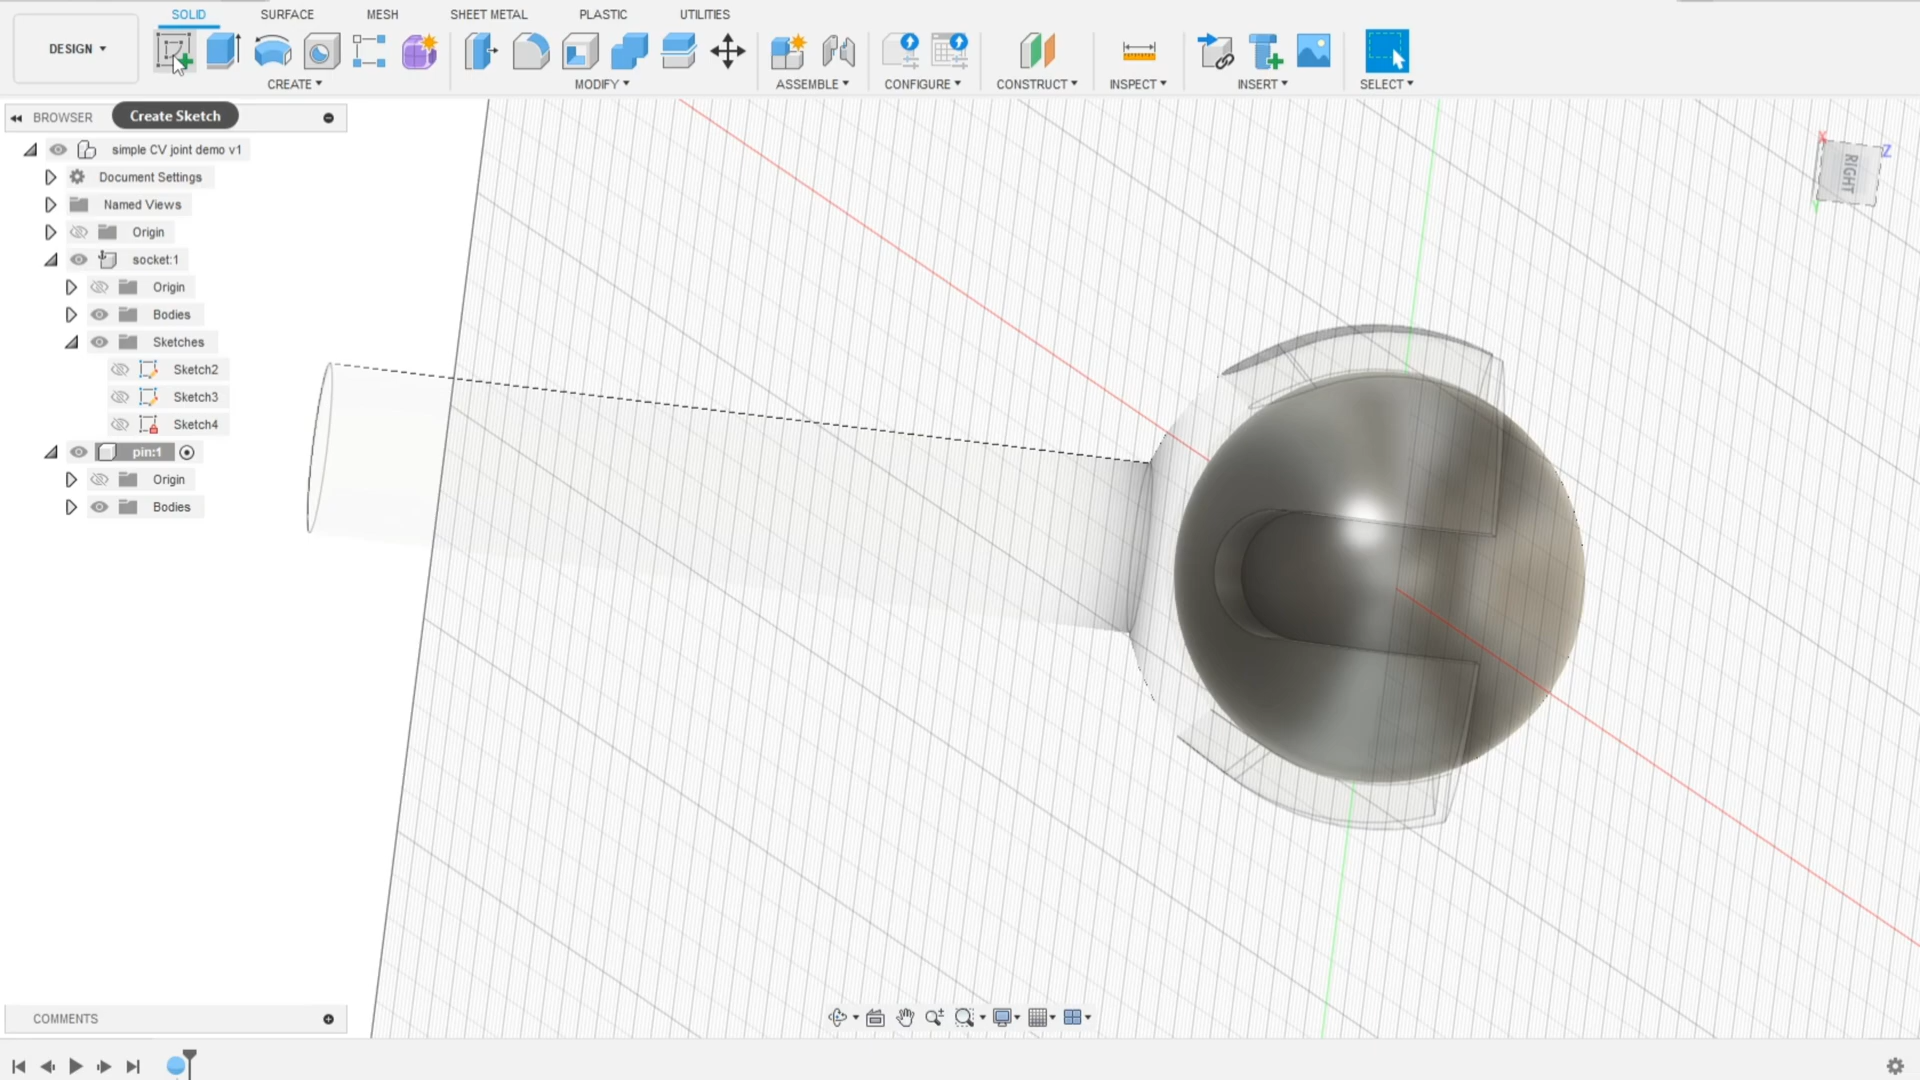 SOLID SURFACE MESH SHEET METAL PLASTIC UTILITIES
DESIGN
CREATE MODIFY ASSEMBLE CONFIGURE CONSTRUCT INSPECT INSERT SELECT
BROWSER
Create Sketch
simple CV joint demo v1
Document Settings
Named Views
Origin
socket:1
Origin
Bodies
Sketches
Sketch2
Sketch3
Sketch4
pin:1
Origin
Bodies
X
Z
RIGHT
Y
COMMENTS